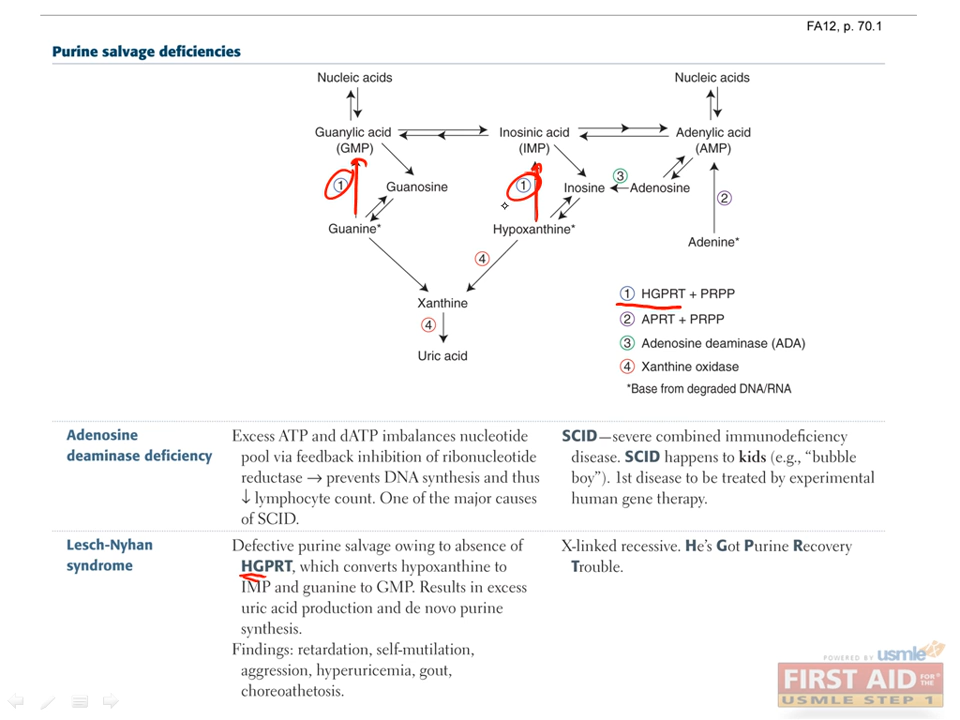 FA12, p. 70.1
Purine salvage deficiencies
Nucleic acids
Nucleic acids
Guanylic acid
(GMP)
Inosinic acid
(IMP)
Adenylic acid
(AMP)
1
Guanosine
1
Inosine
3
Adenosine
2
Guanine*
Hypoxanthine*
Adenine*
4
Xanthine
4
Uric acid
1 HGPRT + PRPP
2 APRT + PRPP
3 Adenosine deaminase (ADA)
4 Xanthine oxidase
*Base from degraded DNA/RNA
Adenosine
deaminase deficiency
Excess ATP and dATP imbalances nucleotide
pool via feedback inhibition of ribonucleotide
reductase → prevents DNA synthesis and thus
↓ lymphocyte count. One of the major causes
of SCID.
SCID—severe combined immunodeficiency
disease. SCID happens to kids (e.g., “bubble
boy”). 1st disease to be treated by experimental
human gene therapy.
Lesch-Nyhan
syndrome
Defective purine salvage owing to absence of
HGPRT, which converts hypoxanthine to
IMP and guanine to GMP. Results in excess
uric acid production and de novo purine
synthesis.
Findings: retardation, self-mutilation,
aggression, hyperuricemia, gout,
choreoathetosis.
X-linked recessive. He’s Got Purine Recovery
Trouble.
POWERED BY usmle
FIRST AID FOR THE
USMLE STEP 1